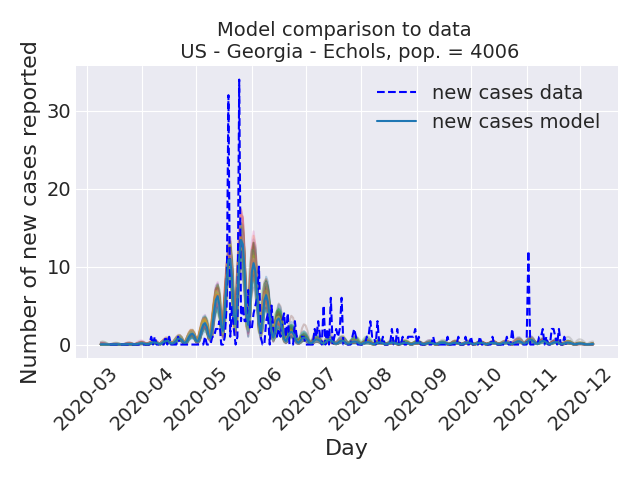 Model comparison to data
US - Georgia - Echols, pop. = 4006
Number of new cases reported
new cases data
new cases model
30
20
10
0
2020-03
2020-04
2020-05
2020-06
2020-07
2020-08
2020-09
2020-10
2020-11
2020-12
Day